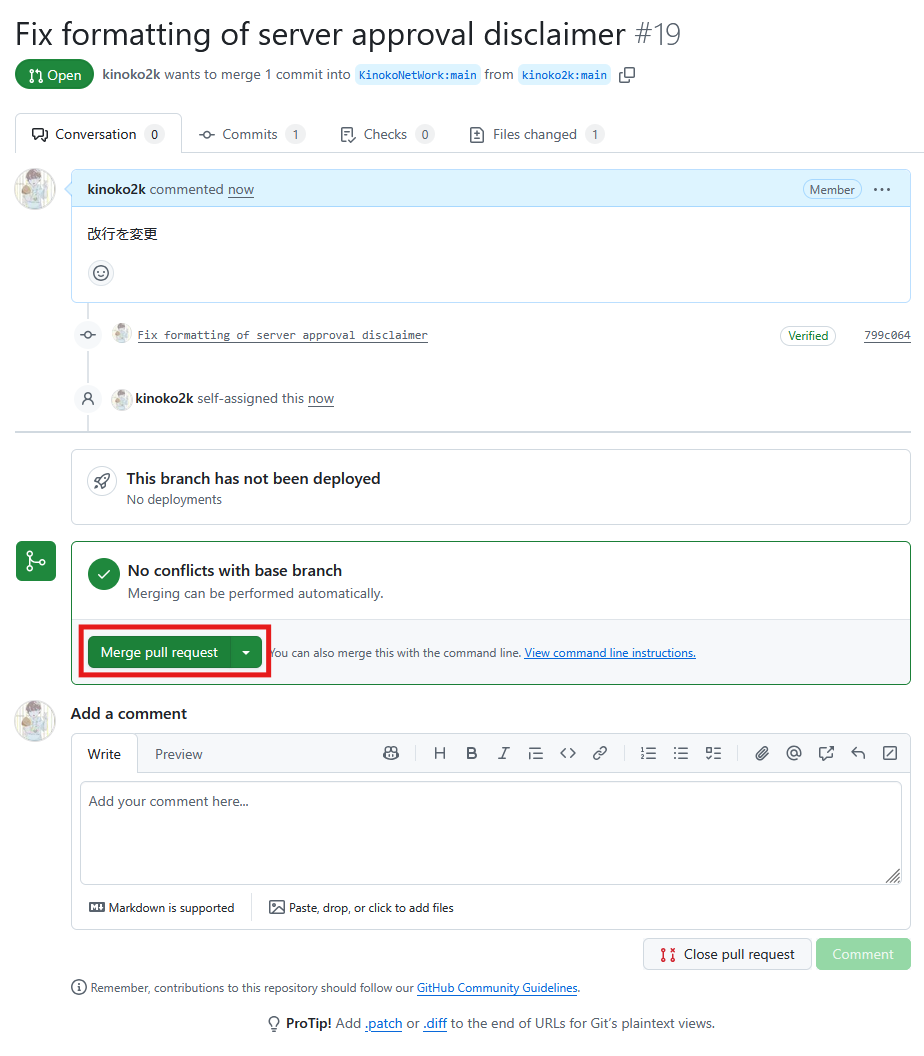 Fix formatting of server approval disclaimer #19
Open kinoko2k wants to merge 1 commit into KinokoNetWork:main from kinoko2k:main
Conversation 0 Commits 1 Checks 0 Files changed 1
kinoko2k commented now Member
改行を変更
Fix formatting of server approval disclaimer Verified 799c064
kinoko2k self-assigned this now
This branch has not been deployed
No deployments
No conflicts with base branch
Merging can be performed automatically.
Merge pull request You can also merge this with the command line. View command line instructions.
Add a comment
Write Preview
Add your comment here...
Markdown is supported Paste, drop, or click to add files
Close pull request Comment
Remember, contributions to this repository should follow our GitHub Community Guidelines.
ProTip! Add .patch or .diff to the end of URLs for Git's plaintext views.